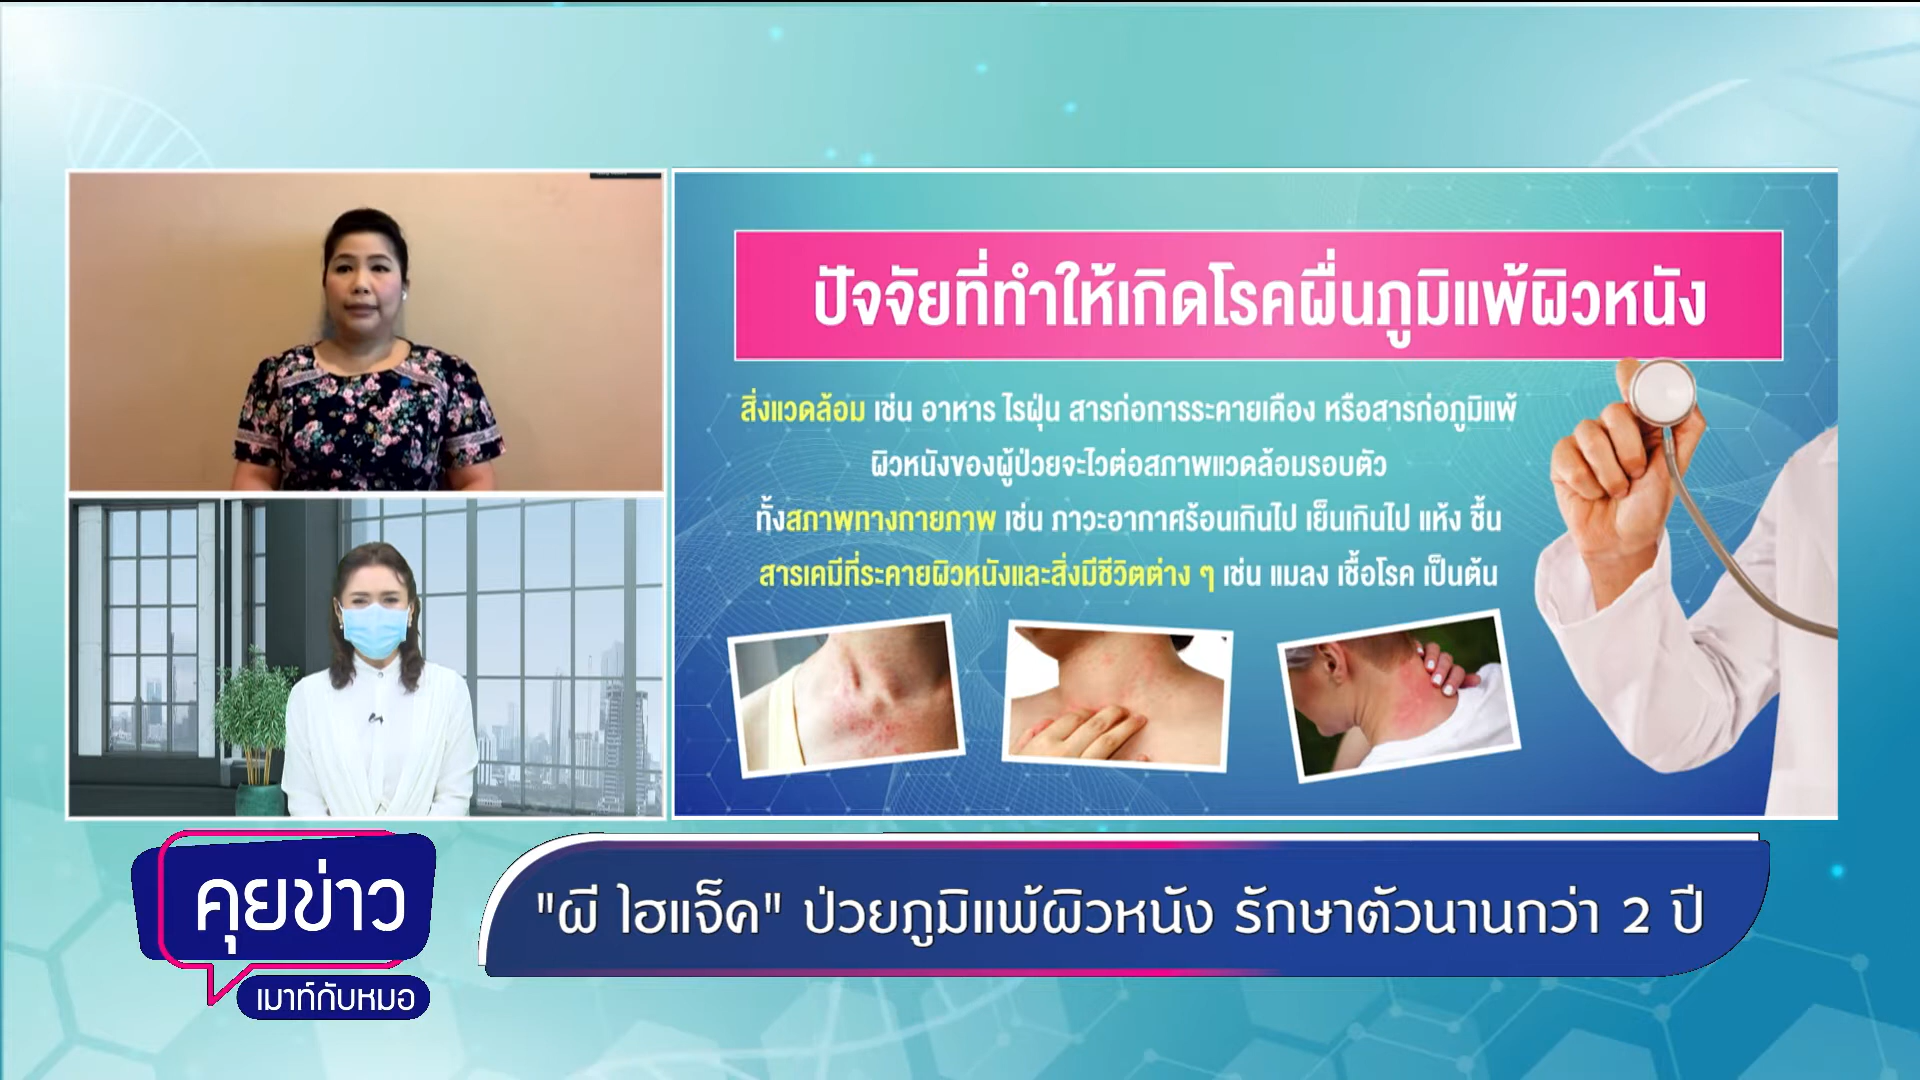 ปัจจัยที่ทำให้เกิดโรคผื่นภูมิแพ้ผิวหนัง
สิ่งแวดล้อม เช่น อาหาร ไรฝุ่น สารก่อการระคายเคือง หรือสารก่อภูมิแพ้
ผิวหนังของผู้ป่วยจะไวต่อสภาพแวดล้อมรอบตัว
ทั้งสภาพทางกายภาพ เช่น ภาวะอากาศร้อนเกินไป เย็นเกินไป แห้ง ชื้น
สารเคมีที่ระคายผิวหนังและสิ่งมีชีวิตต่าง ๆ เช่น แมลง เชื้อโรค เป็นต้น
คุยข่าว
เมาท์กับหมอ
"ผี ไฮแจ็ค" ป่วยภูมิแพ้ผิวหนัง รักษาตัวนานกว่า 2 ปี